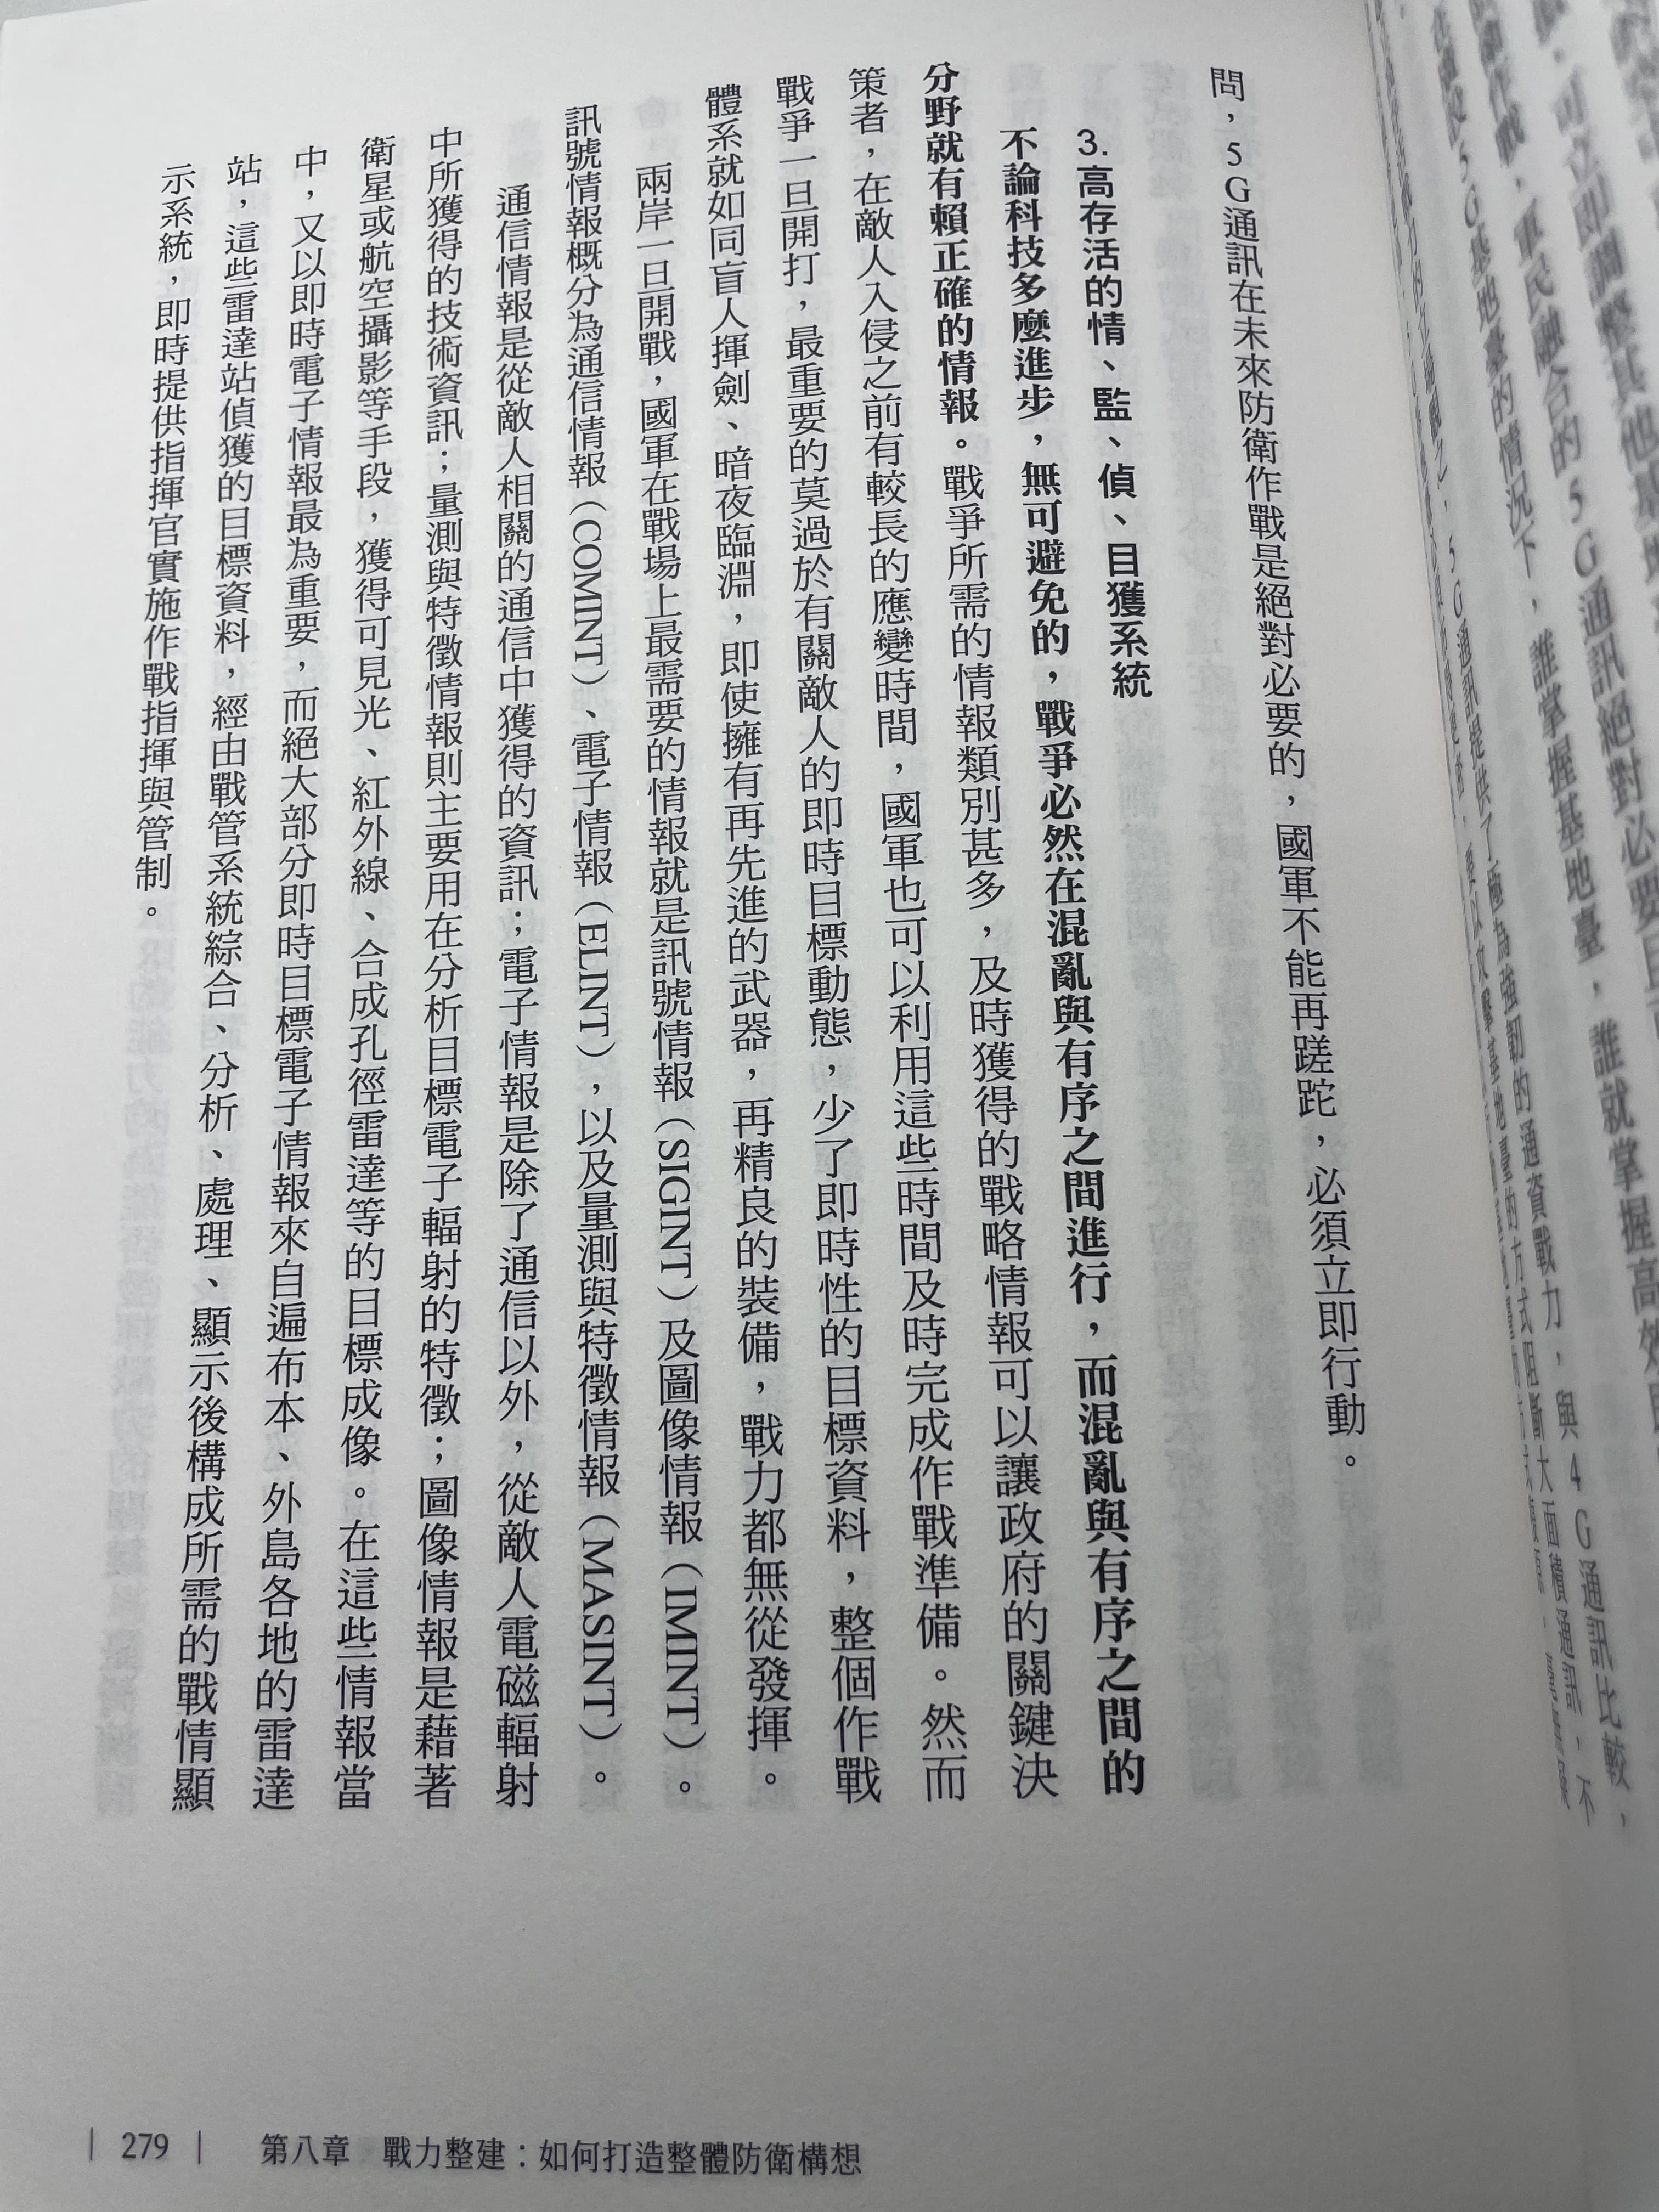 問，5G通訊在未來防衛作戰是絕對必要的，國軍不能再蹉跎，必須立即行動。
3.高存活的情、監、偵、目獲系統
不論科技多麼進步，無可避免的，戰爭必然在混亂與有序之間進行，而混亂與有序之間的
分野就有賴正確的情報。戰爭所需的情報類別甚多，及時獲得的戰略情報可以讓政府的關鍵決
策者，在敵人入侵之前有較長的應變時間，國軍也可以利用這些時間及時完成作戰準備。然而
戰爭一旦開打，最重要的莫過於有關敵人的即時目標動態，少了即時性的目標資料，整個作戰
體系就如同盲人揮劍、暗夜臨淵，即使擁有再先進的武器，再精良的裝備，戰力都無從發揮。
兩岸一旦開戰，國軍在戰場上最需要的情報就是訊號情報（SIGINT）及圖像情報（IMINT）。
訊號情報概分為通信情報（COMINT）、電子情報（ELINT），以及量測與特徵情報（MASINT）。
通信情報是從敵人相關的通信中獲得的資訊；電子情報是除了通信以外，從敵人電磁輻射
中所獲得的技術資訊；量測與特徵情報則主要用在分析目標電子輻射的特徵；圖像情報是藉著
衛星或航空攝影等手段，獲得可見光、紅外線、合成孔徑雷達等的目標成像。在這些情報當
中，又以即時電子情報最為重要，而絕大部分即時目標電子情報來自遍布本、外島各地的雷達
站，這些雷達站偵獲的目標資料，經由戰管系統綜合、分析、處理、顯示後構成所需的戰情顯
示系統，即時提供指揮官實施作戰指揮與管制。
279
第八章　戰力整建：如何打造整體防衛構想